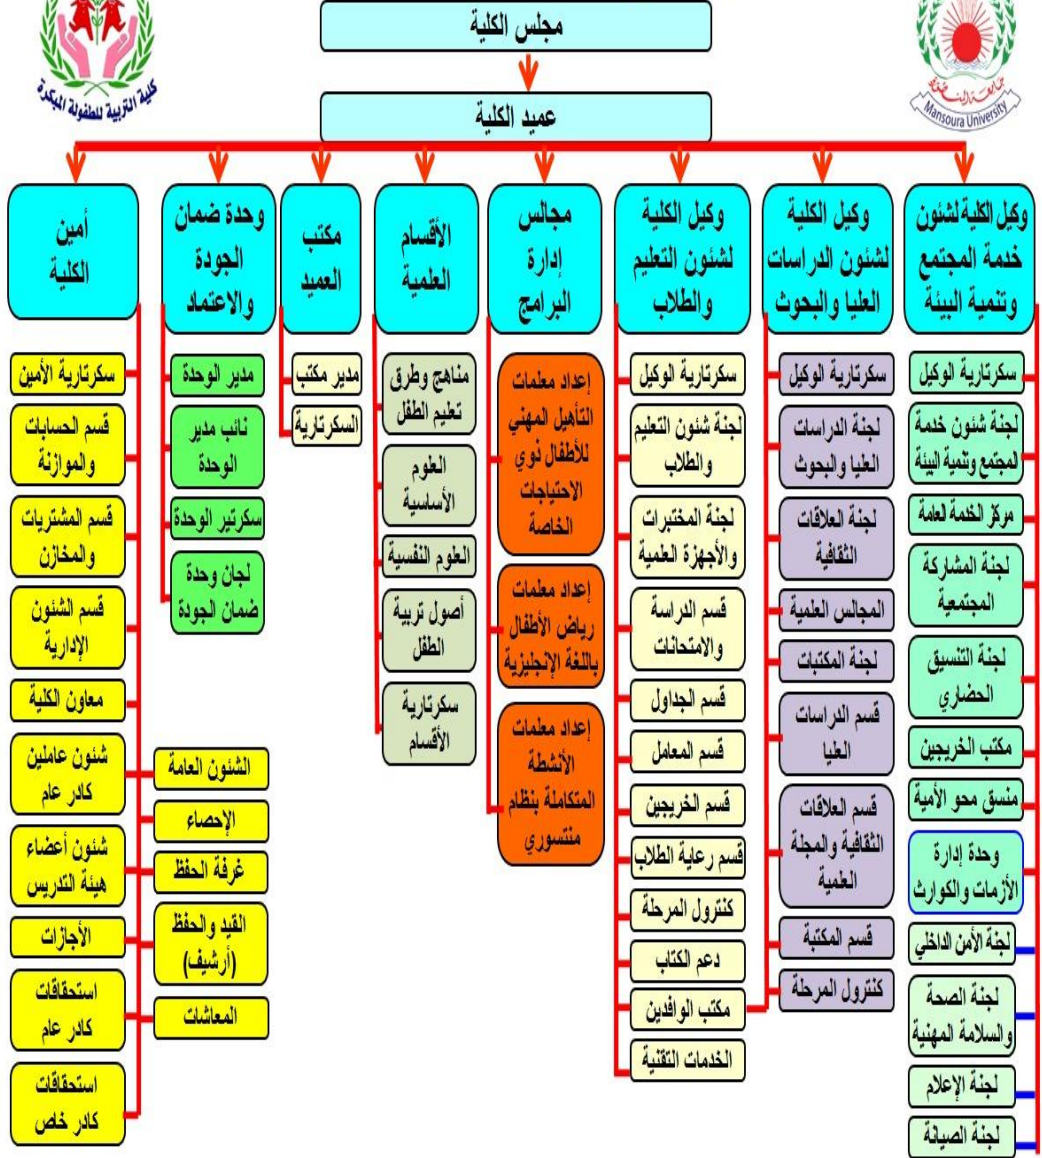 مجلس الكلية
كلية التربية للطفولة المبكرة
جامعة المنصورة
Mansoura University
عميد الكلية
وكيل الكلية لشئون
خدمة المجتمع
وتنمية البيئة
سكرتارية الوكيل
لجنة شئون خدمة
المجتمع وتنمية البيئة
مركز الخدمة العامة
لجنة المشاركة
المجتمعية
لجنة التنسيق
الحضاري
مكتب الخريجين
منسق محو الأمية
وحدة إدارة
الأزمات والكوارث
لجنة الأمن الداخلي
لجنة الصحة
والسلامة المهنية
لجنة الإعلام
لجنة الصيانة
وكيل الكلية
لشئون الدراسات
العليا والبحوث
سكرتارية الوكيل
لجنة الدراسات
العليا والبحوث
لجنة العلاقات
الثقافية
المجالس العلمية
لجنة المكتبات
قسم الدراسات
العليا
قسم العلاقات
الثقافية والمجلة
العلمية
قسم المكتبة
كنترول المرحلة
وكيل الكلية
لشئون التعليم
والطلاب
سكرتارية الوكيل
لجنة شئون التعليم
والطلاب
لجنة المختبرات
والأجهزة العلمية
قسم الدراسة
والامتحانات
قسم الجداول
قسم المعامل
قسم الخريجين
قسم رعاية الطلاب
كنترول المرحلة
دعم الكتاب
مكتب الوافدين
الخدمات التقنية
مجالس
إدارة
البرامج
إعداد معلمات
التأهيل المهني
للأطفال ذوي
الاحتياجات
الخاصة
إعداد معلمات
رياض الأطفال
باللغة الإنجليزية
إعداد معلمات
الأنشطة
المتكاملة بنظام
منتسوري
الأقسام
العلمية
مناهج وطرق
تعليم الطفل
العلوم
الأساسية
العلوم النفسية
أصول تربية
الطفل
سكرتارية
الأقسام
مكتب
العميد
مدير مكتب
السكرتارية
وحدة ضمان
الجودة
والاعتماد
مدير الوحدة
نائب مدير
الوحدة
سكرتير الوحدة
لجان وحدة
ضمان الجودة
أمين
الكلية
سكرتارية الأمين
قسم الحسابات
والموازنة
قسم المشتريات
والمخازن
قسم الشئون
الإدارية
معاون الكلية
شئون عاملين
كادر عام
شئون أعضاء
هيئة التدريس
الأجازات
استحقاقات
كادر عام
استحقاقات
كادر خاص
الشئون العامة
الإحصاء
غرفة الحفظ
القيد والحفظ
(أرشيف)
المعاشات